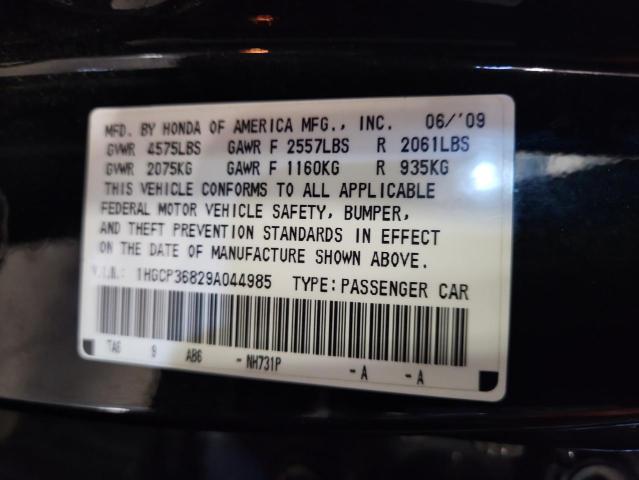 MFD. BY HONDA OF AMERICA MFG., INC. 06/'09
GVWR 4575LBS GAWR F 2557LBS R 2061LBS
GVWR 2075KG GAWR F 1160KG R 935KG
THIS VEHICLE CONFORMS TO ALL APPLICABLE
FEDERAL MOTOR VEHICLE SAFETY, BUMPER,
AND THEFT PREVENTION STANDARDS IN EFFECT
ON THE DATE OF MANUFACTURE SHOWN ABOVE.
V.I.N.: 1HGCP36829A044985 TYPE: PASSENGER CAR
TA6 9 AB6 - NH731P - A - A